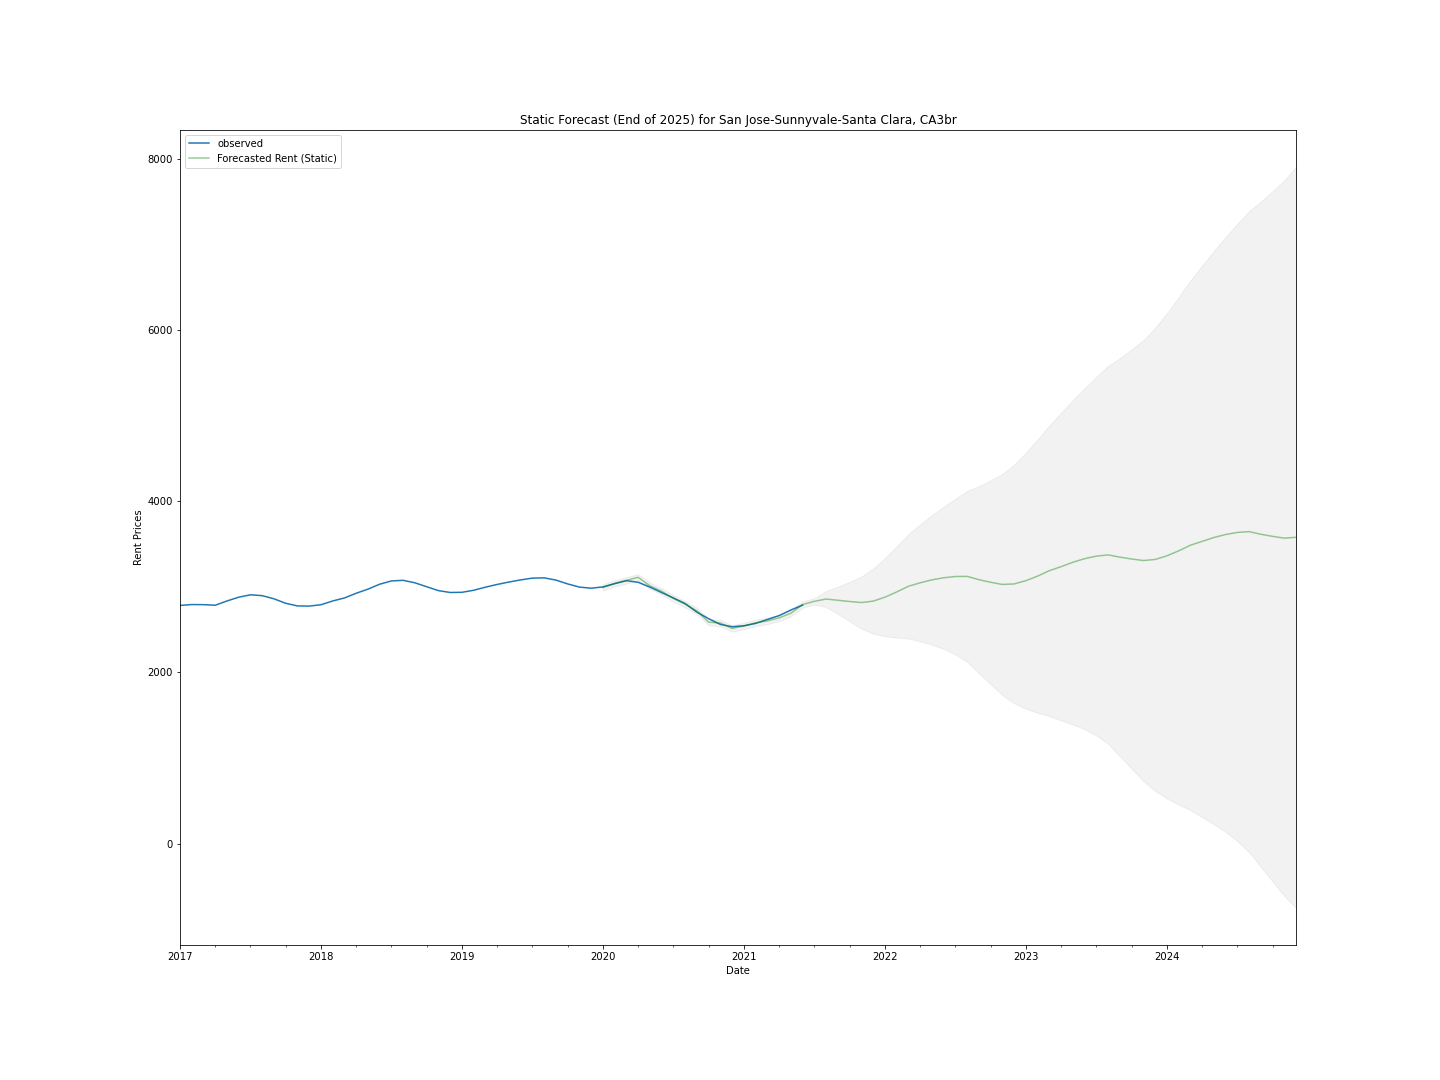 Static Forecast (End of 2025) for San Jose-Sunnyvale-Santa Clara, CA3br
observed
Forecasted Rent (Static)
8000
6000
4000
2000
0
Rent Prices
2017 2018 2019 2020 2021 2022 2023 2024
Date